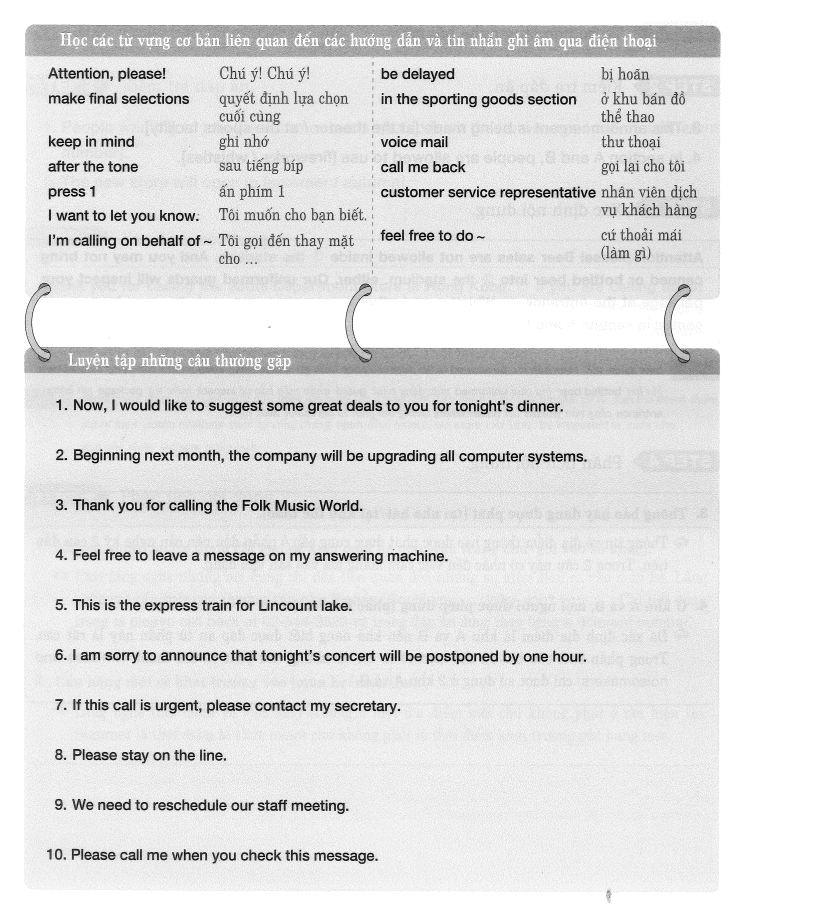 Học các từ vựng cơ bản liên quan đến các hướng dẫn và tin nhắn ghi âm qua điện thoại
Attention, please! Chú ý! Chú ý!
make final selections quyết định lựa chọn
cuối cùng
keep in mind ghi nhớ
after the tone sau tiếng bíp
press 1 ấn phím 1
I want to let you know. Tôi muốn cho bạn biết.
I'm calling on behalf of ~ Tôi gọi đến thay mặt
cho ...
be delayed bị hoãn
in the sporting goods section ở khu bán đồ
thể thao
voice mail thư thoại
call me back gọi lại cho tôi
customer service representative nhân viên dịch
vụ khách hàng
feel free to do ~ cứ thoải mái
(làm gì)
Luyện tập những câu thường gặp
1. Now, I would like to suggest some great deals to you for tonight's dinner.
2. Beginning next month, the company will be upgrading all computer systems.
3. Thank you for calling the Folk Music World.
4. Feel free to leave a message on my answering machine.
5. This is the express train for Lincount lake.
6. I am sorry to announce that tonight's concert will be postponed by one hour.
7. If this call is urgent, please contact my secretary.
8. Please stay on the line.
9. We need to reschedule our staff meeting.
10. Please call me when you check this message.